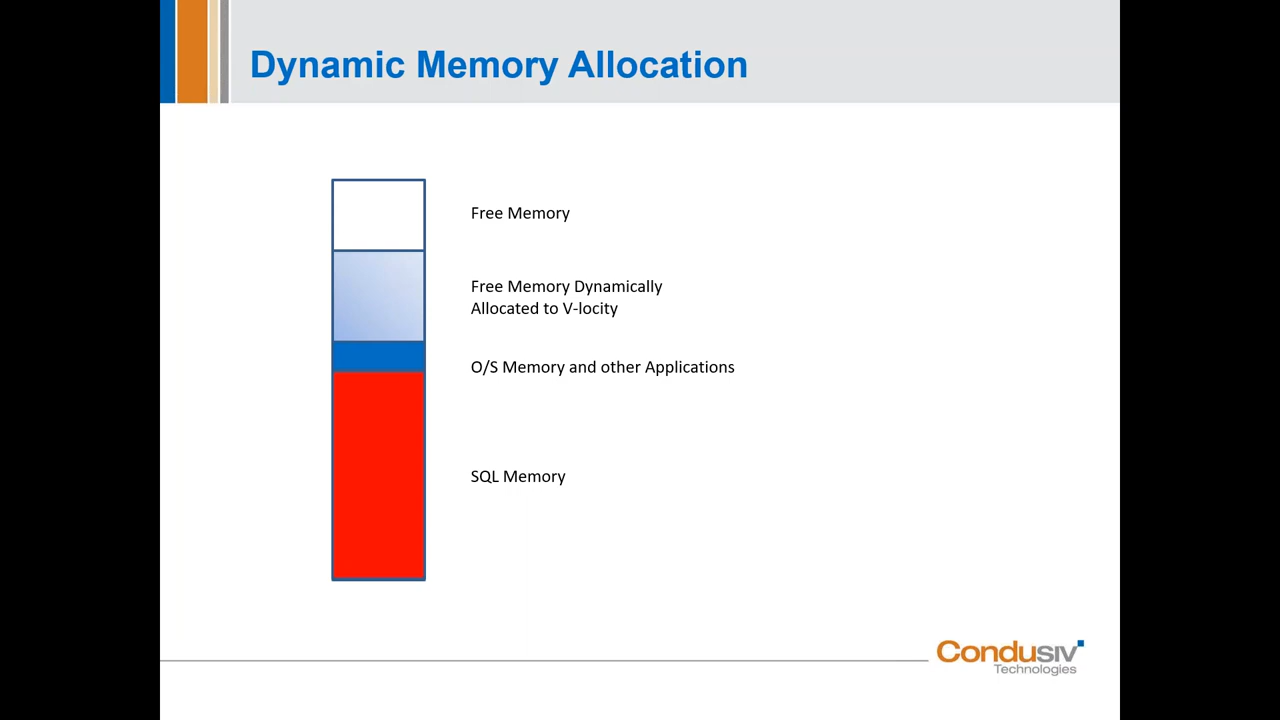 Dynamic Memory Allocation
Free Memory
Free Memory Dynamically
Allocated to V-locity
O/S Memory and other Applications
SQL Memory
Condusiv
Technologies